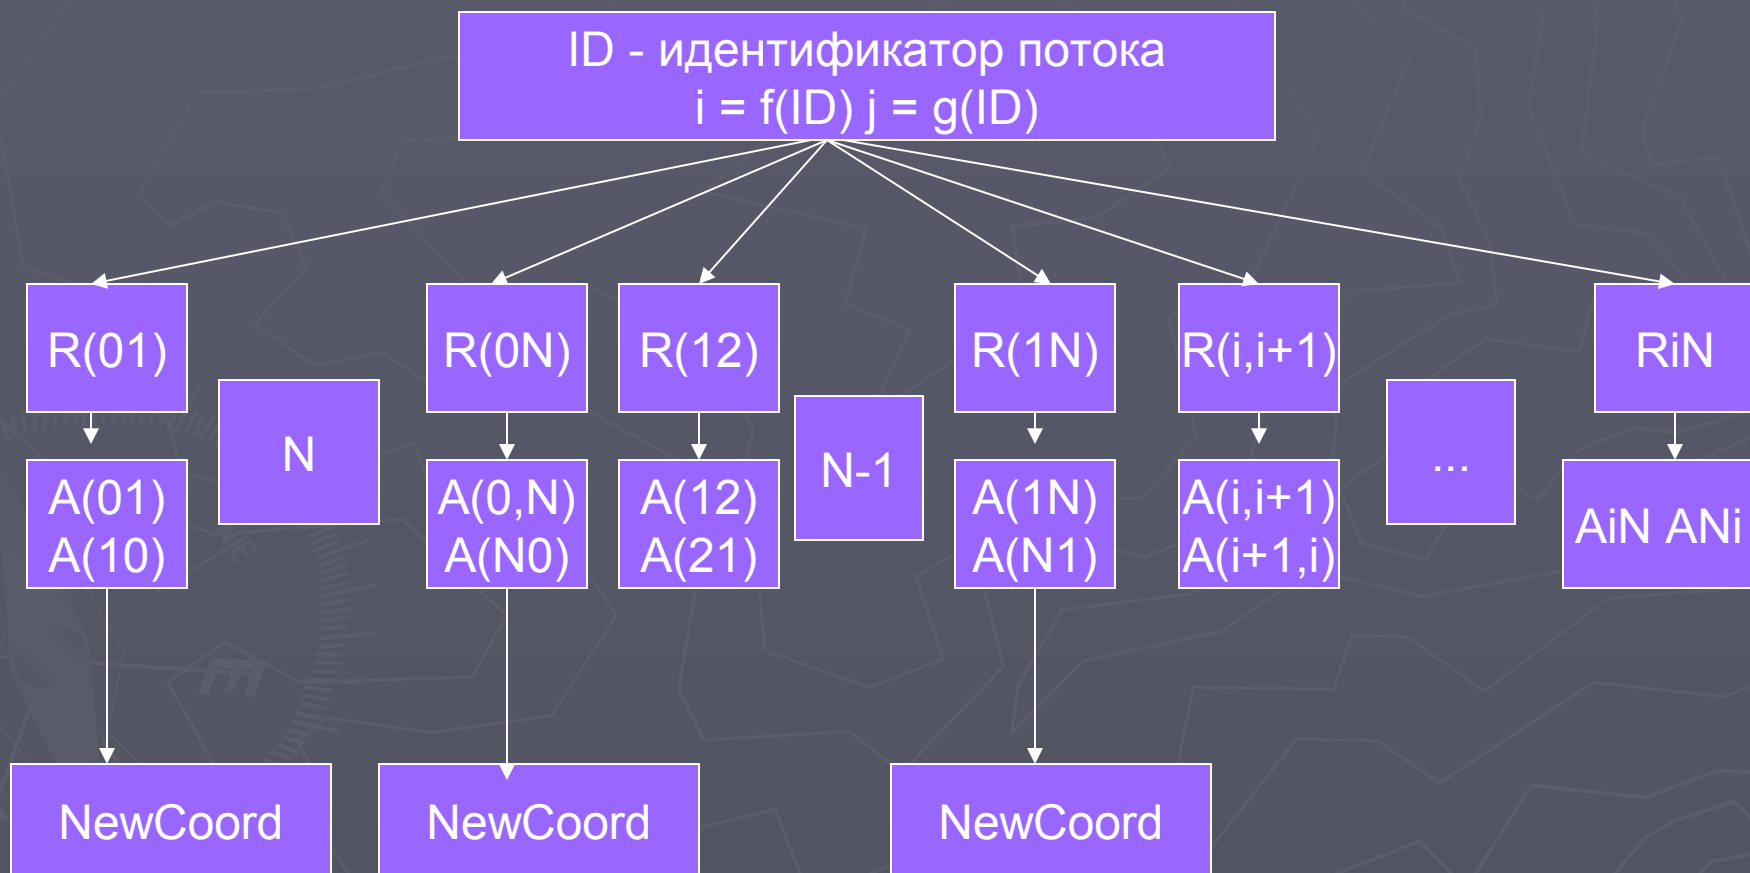 ID - идентификатор потока
i = f(ID) j = g(ID)
R(01)
R(0N)
R(12)
R(1N)
R(i,i+1)
RiN
N
N-1
...
A(01)
A(10)
A(0,N)
A(N0)
A(12)
A(21)
A(1N)
A(N1)
A(i,i+1)
A(i+1,i)
AiN ANi
NewCoord
NewCoord
NewCoord